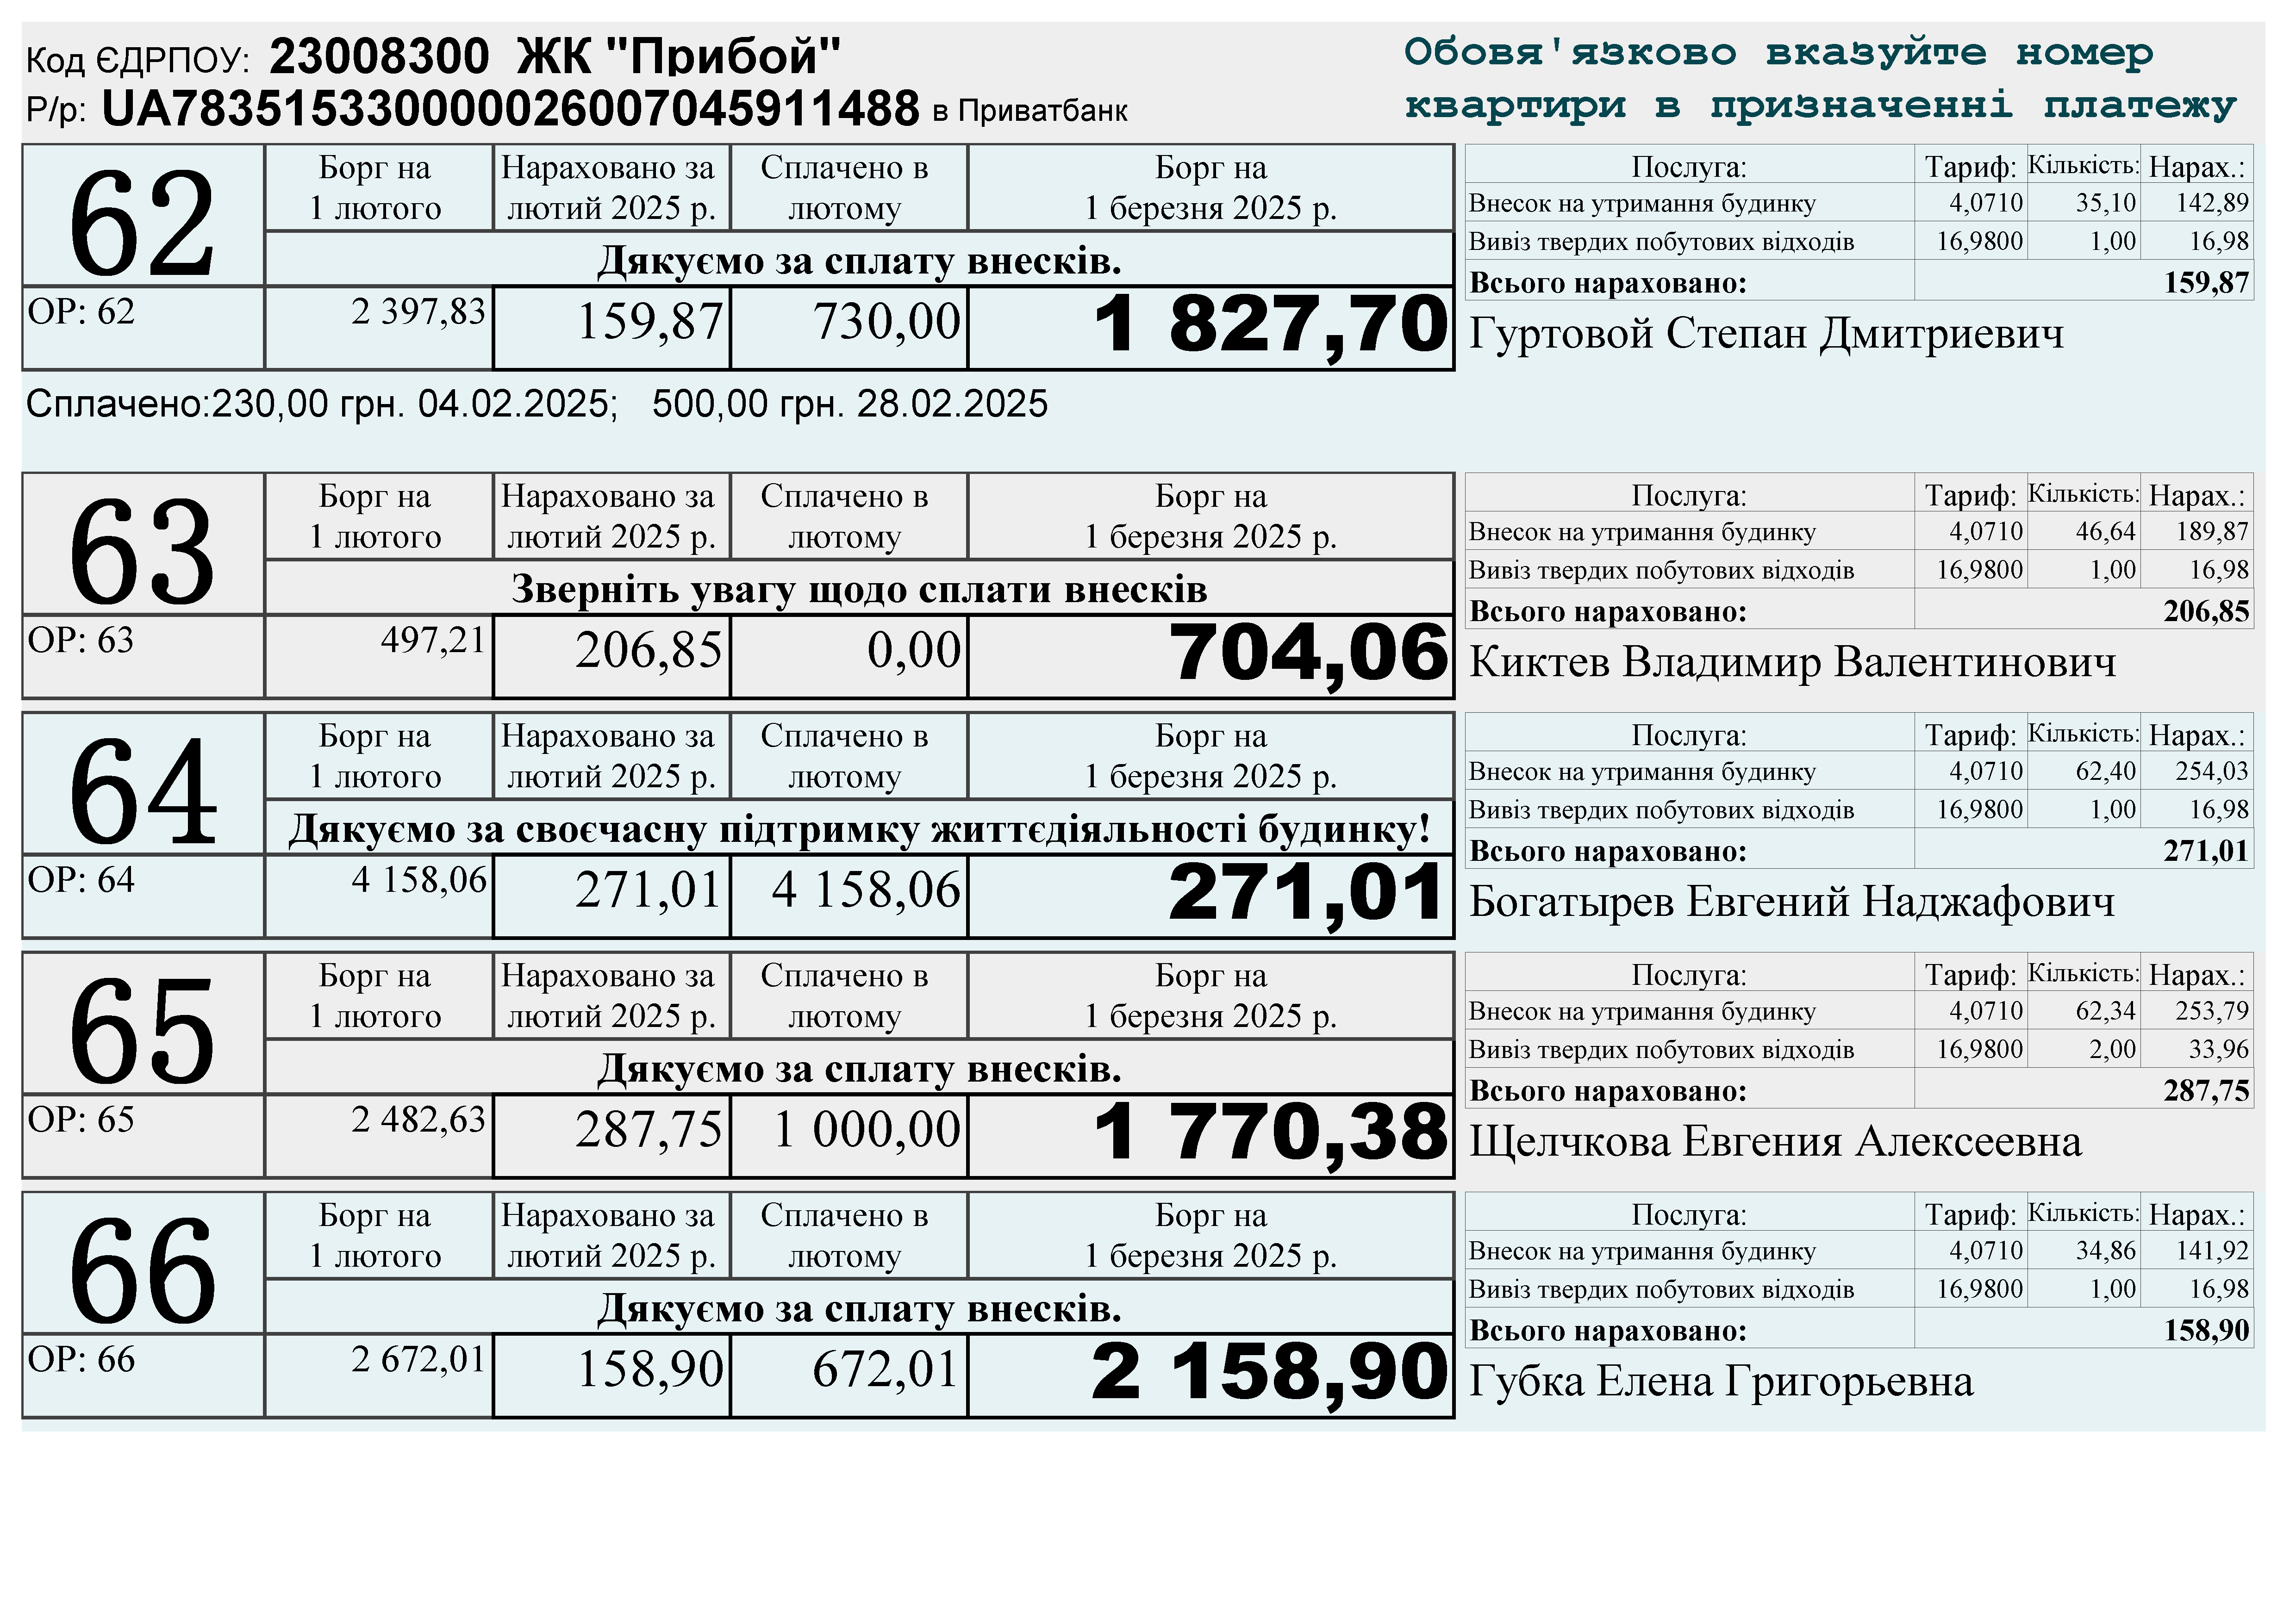 Код ЄДРПОУ: 23008300 ЖК "Прибой"
Р/р: UA783515330000026007045911488 в Приватбанк
Обовя'язково вказуйте номер
квартири в призначенні платежу
62
Борг на 1 лютого
Нараховано за лютий 2025 р.
Сплачено в лютому
Борг на 1 березня 2025 р.
Дякуємо за сплату внесків.
ОР: 62 2 397,83 159,87 730,00 1 827,70
Послуга: Тариф: Кількість: Нарах.:
Внесок на утримання будинку 4,0710 35,10 142,89
Вивіз твердих побутових відходів 16,9800 1,00 16,98
Всього нараховано: 159,87
Гуртовой Степан Дмитриевич
Сплачено:230,00 грн. 04.02.2025; 500,00 грн. 28.02.2025
63
Борг на 1 лютого
Нараховано за лютий 2025 р.
Сплачено в лютому
Борг на 1 березня 2025 р.
Зверніть увагу щодо сплати внесків
ОР: 63 497,21 206,85 0,00 704,06
Послуга: Тариф: Кількість: Нарах.:
Внесок на утримання будинку 4,0710 46,64 189,87
Вивіз твердих побутових відходів 16,9800 1,00 16,98
Всього нараховано: 206,85
Киктев Владимир Валентинович
64
Борг на 1 лютого
Нараховано за лютий 2025 р.
Сплачено в лютому
Борг на 1 березня 2025 р.
Дякуємо за своєчасну підтримку життєдіяльності будинку!
ОР: 64 4 158,06 271,01 4 158,06 271,01
Послуга: Тариф: Кількість: Нарах.:
Внесок на утримання будинку 4,0710 62,40 254,03
Вивіз твердих побутових відходів 16,9800 1,00 16,98
Всього нараховано: 271,01
Богатырев Евгений Наджафович
65
Борг на 1 лютого
Нараховано за лютий 2025 р.
Сплачено в лютому
Борг на 1 березня 2025 р.
Дякуємо за сплату внесків.
ОР: 65 2 482,63 287,75 1 000,00 1 770,38
Послуга: Тариф: Кількість: Нарах.:
Внесок на утримання будинку 4,0710 62,34 253,79
Вивіз твердих побутових відходів 16,9800 2,00 33,96
Всього нараховано: 287,75
Щелчкова Евгения Алексеевна
66
Борг на 1 лютого
Нараховано за лютий 2025 р.
Сплачено в лютому
Борг на 1 березня 2025 р.
Дякуємо за сплату внесків.
ОР: 66 2 672,01 158,90 672,01 2 158,90
Послуга: Тариф: Кількість: Нарах.:
Внесок на утримання будинку 4,0710 34,86 141,92
Вивіз твердих побутових відходів 16,9800 1,00 16,98
Всього нараховано: 158,90
Губка Елена Григорьевна